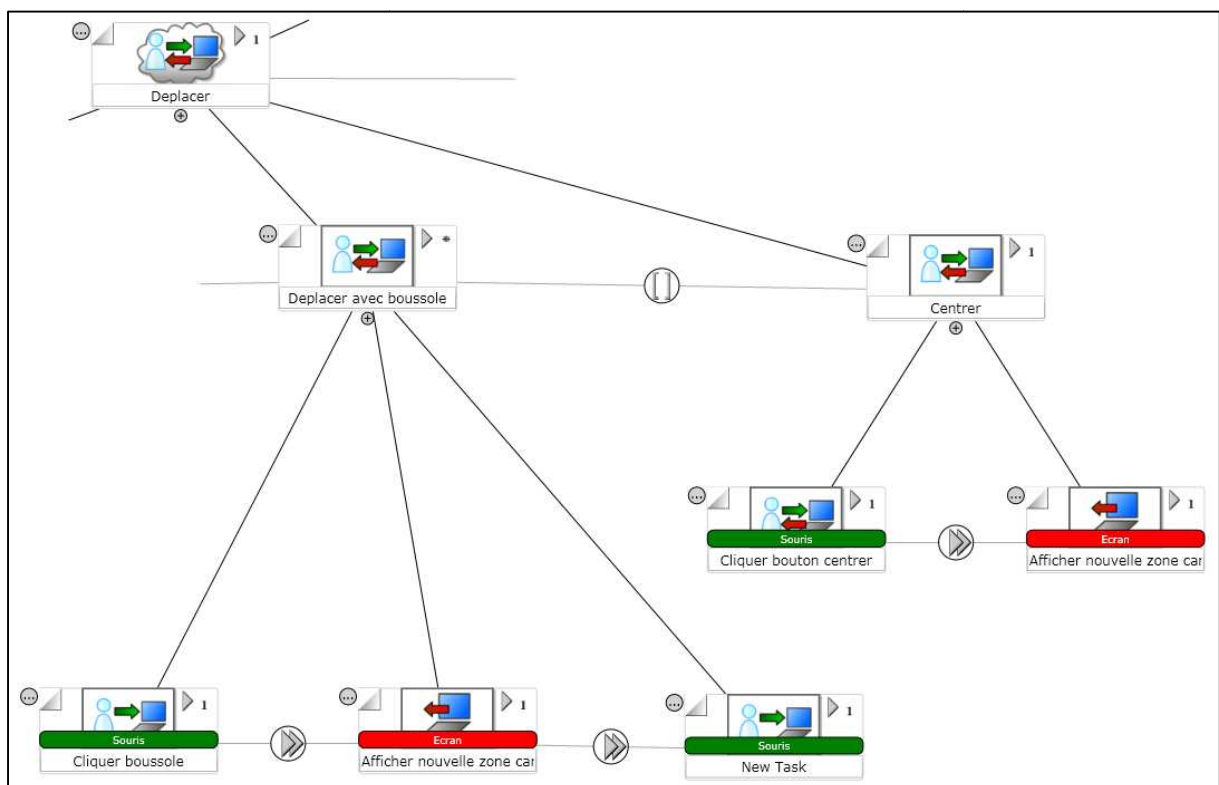 1
Deplacer
*
Deplacer avec boussole
[]
1
Centrer
1
Souris
Cliquer bouton centrer
1
Ecran
Afficher nouvelle zone car
1
Souris
Cliquer boussole
1
Ecran
Afficher nouvelle zone car
1
Souris
New Task